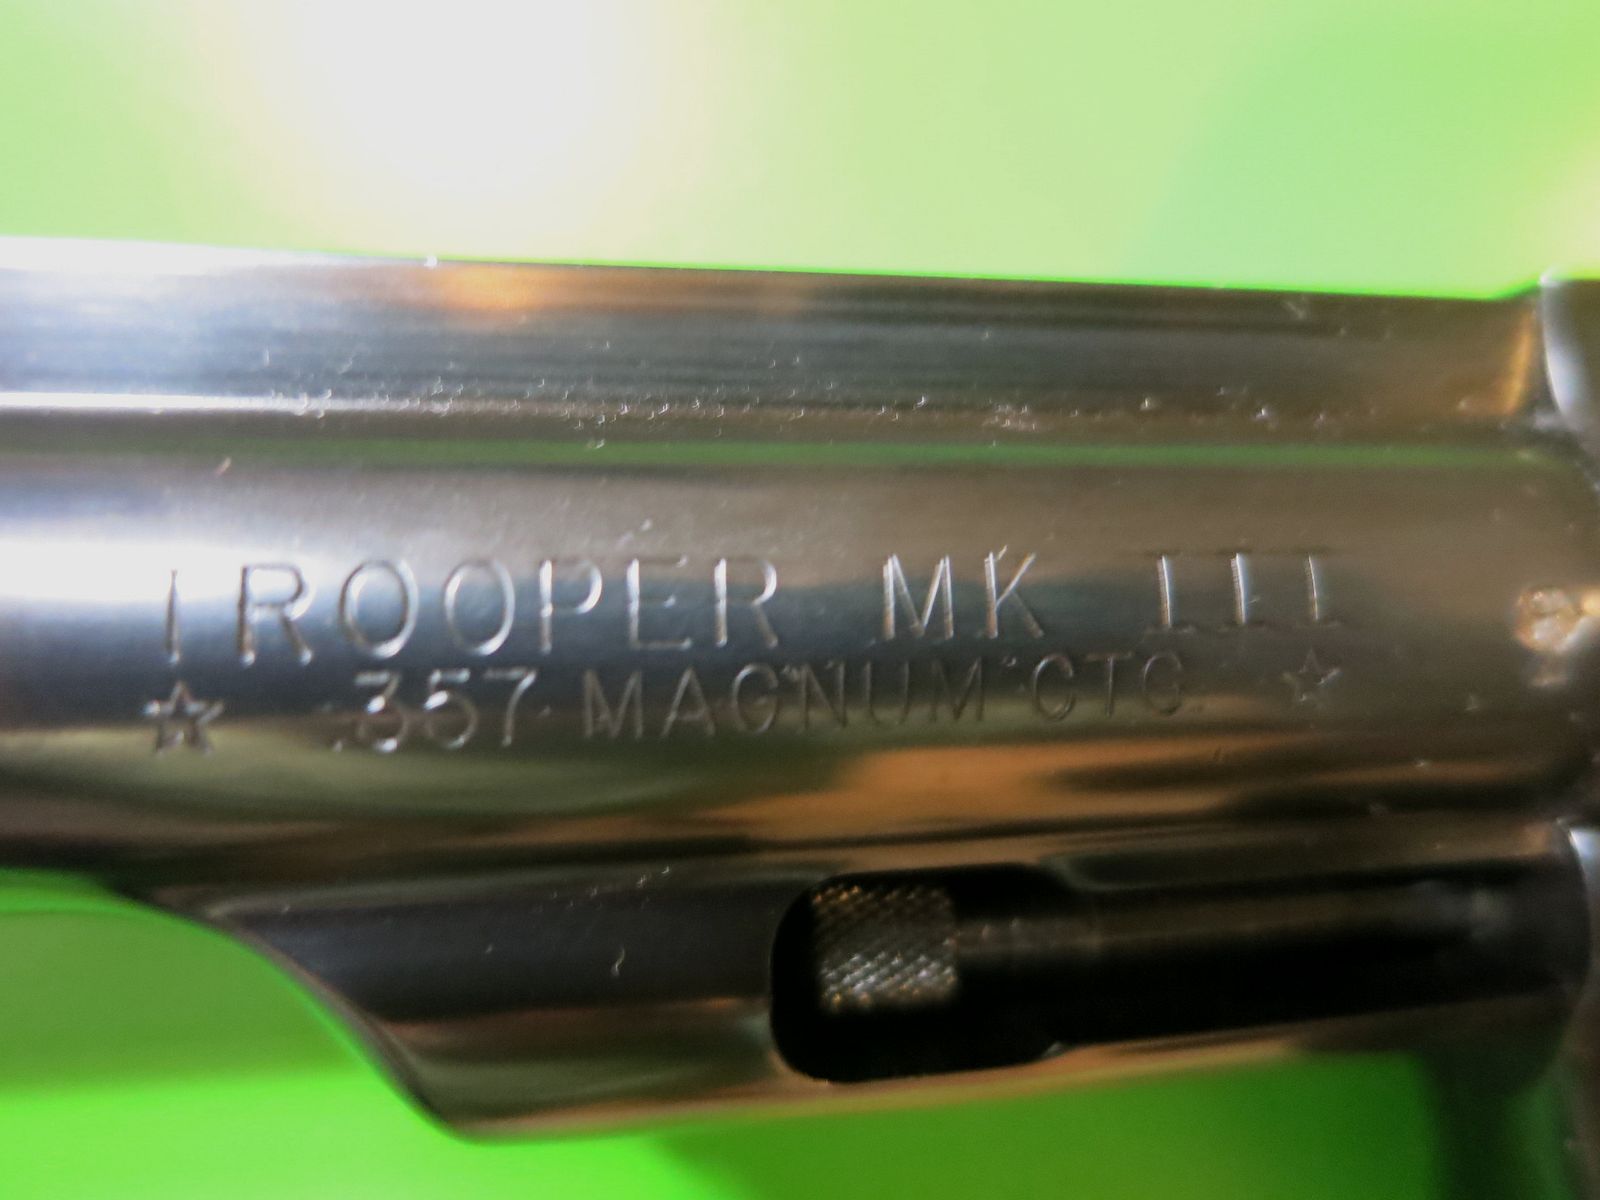 TROOPER MK III
☆ .357 MAGNUM CTG. ☆